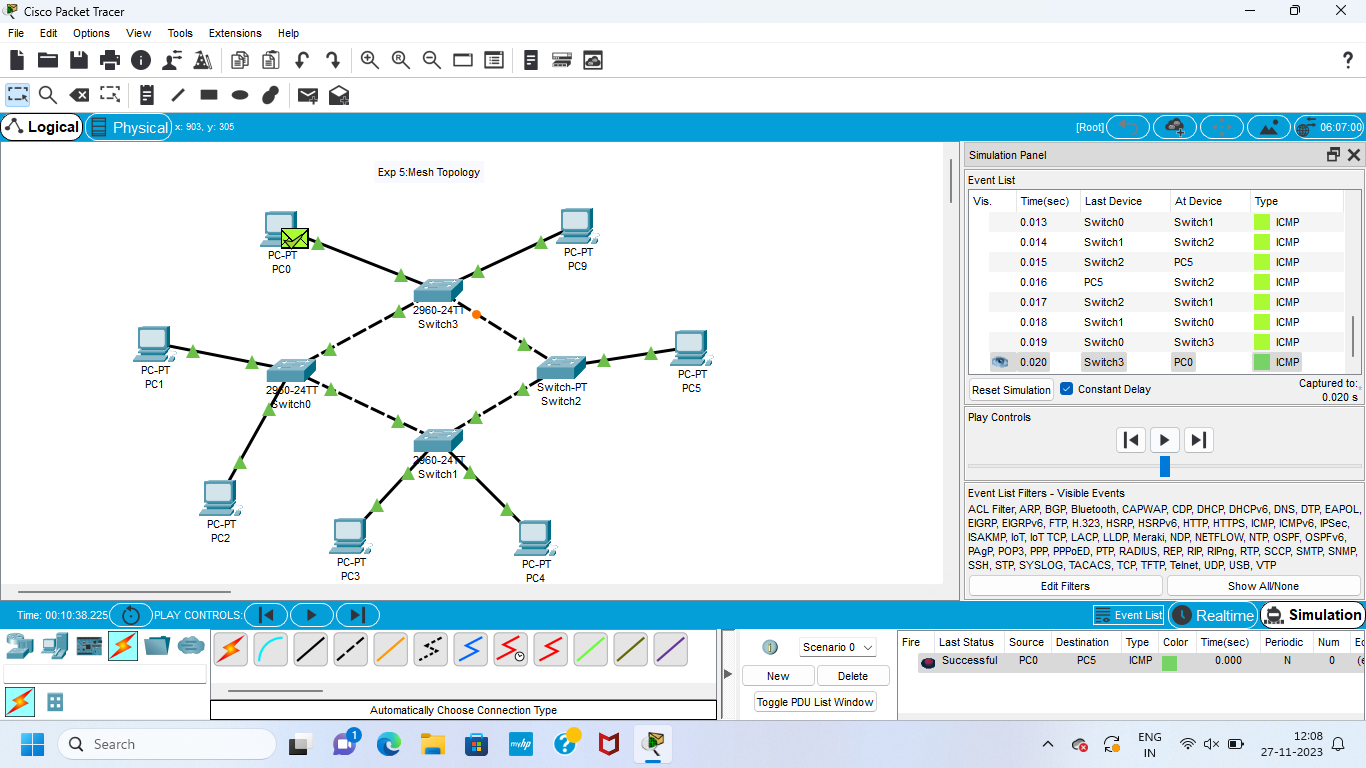 Cisco Packet Tracer
File Edit Options View Tools Extensions Help
Logical Physical x: 903, y: 305 [Root] 06:07:00
Exp 5:Mesh Topology
PC-PT
PC0
PC-PT
PC9
2960-24TT
Switch3
PC-PT
PC1
2960-24TT
Switch0
Switch-PT
Switch2
PC-PT
PC5
2960-24TT
Switch1
PC-PT
PC2
PC-PT
PC3
PC-PT
PC4
Simulation Panel
Event List
Vis. Time(sec) Last Device At Device Type
0.013 Switch0 Switch1 ICMP
0.014 Switch1 Switch2 ICMP
0.015 Switch2 PC5 ICMP
0.016 PC5 Switch2 ICMP
0.017 Switch2 Switch1 ICMP
0.018 Switch1 Switch0 ICMP
0.019 Switch0 Switch3 ICMP
0.020 Switch3 PC0 ICMP
Reset Simulation Constant Delay Captured to:
0.020 s
Play Controls
Event List Filters - Visible Events
ACL Filter, ARP, BGP, Bluetooth, CAPWAP, CDP, DHCP, DHCPv6, DNS, DTP, EAPOL,
EIGRP, EIGRPv6, FTP, H.323, HSRP, HSRPv6, HTTP, HTTPS, ICMP, ICMPv6, IPSec,
ISAKMP, IoT, IoT TCP, LACP, LLDP, Meraki, NDP, NETFLOW, NTP, OSPF, OSPFv6,
PAgP, POP3, PPP, PPPoED, PTP, RADIUS, REP, RIP, RIPng, RTP, SCCP, SMTP, SNMP,
SSH, STP, SYSLOG, TACACS, TCP, TFTP, Telnet, UDP, USB, VTP
Edit Filters Show All/None
Time: 00:10:38.225 PLAY CONTROLS: Event List Realtime Simulation
Automatically Choose Connection Type
Scenario 0
New Delete
Toggle PDU List Window
Fire Last Status Source Destination Type Color Time(sec) Periodic Num
Successful PC0 PC5 ICMP 0.000 N 0
Search
1
myhp
ENG
IN
12:08
27-11-2023